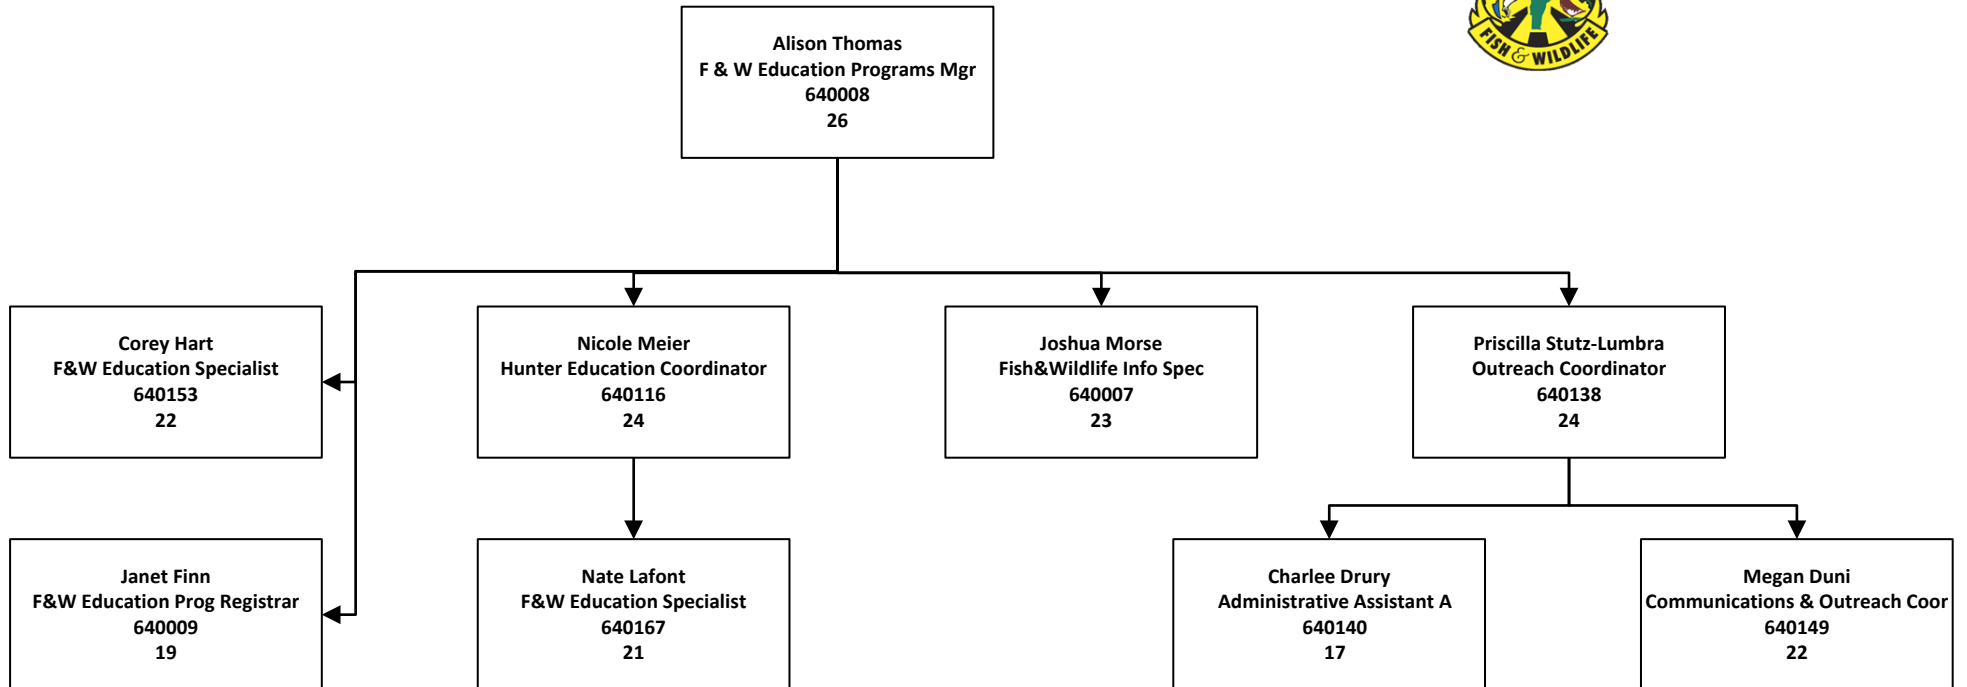 FISH & WILDLIFE
Alison Thomas
F & W Education Programs Mgr
640008
26
Corey Hart
F&W Education Specialist
640153
22
Nicole Meier
Hunter Education Coordinator
640116
24
Joshua Morse
Fish&Wildlife Info Spec
640007
23
Priscilla Stutz-Lumbra
Outreach Coordinator
640138
24
Janet Finn
F&W Education Prog Registrar
640009
19
Nate Lafont
F&W Education Specialist
640167
21
Charlee Drury
Administrative Assistant A
640140
17
Megan Duni
Communications & Outreach Coor
640149
22